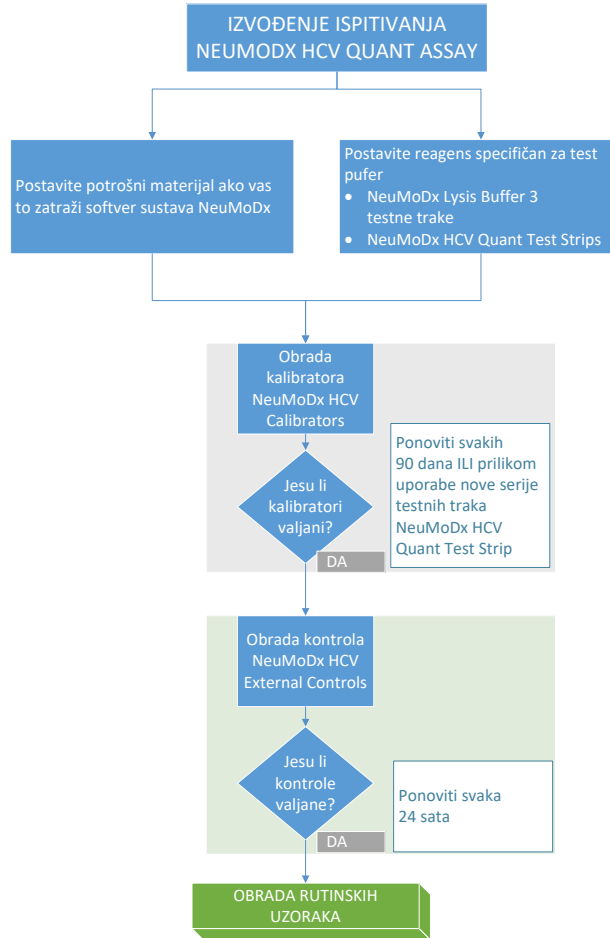 IZVOĐENJE ISPITIVANJA
NEUMODX HCV QUANT ASSAY
Postavite potrošni materijal ako vas
to zatraži softver sustava NeuMoDx
Postavite reagens specifičan za test
pufer
• NeuMoDx Lysis Buffer 3
testne trake
• NeuMoDx HCV Quant Test Strips
Obrada
kalibratora
NeuMoDx HCV
Calibrators
Jesu li
kalibratori
valjani?
DA
Ponoviti svakih
90 dana ILI prilikom
uporabe nove serije
testnih traka
NeuMoDx HCV
Quant Test Strip
Obrada kontrola
NeuMoDx HCV
External Controls
Jesu li
kontrole
valjane?
DA
Ponoviti svaka
24 sata
OBRADA RUTINSKIH
UZORAKA